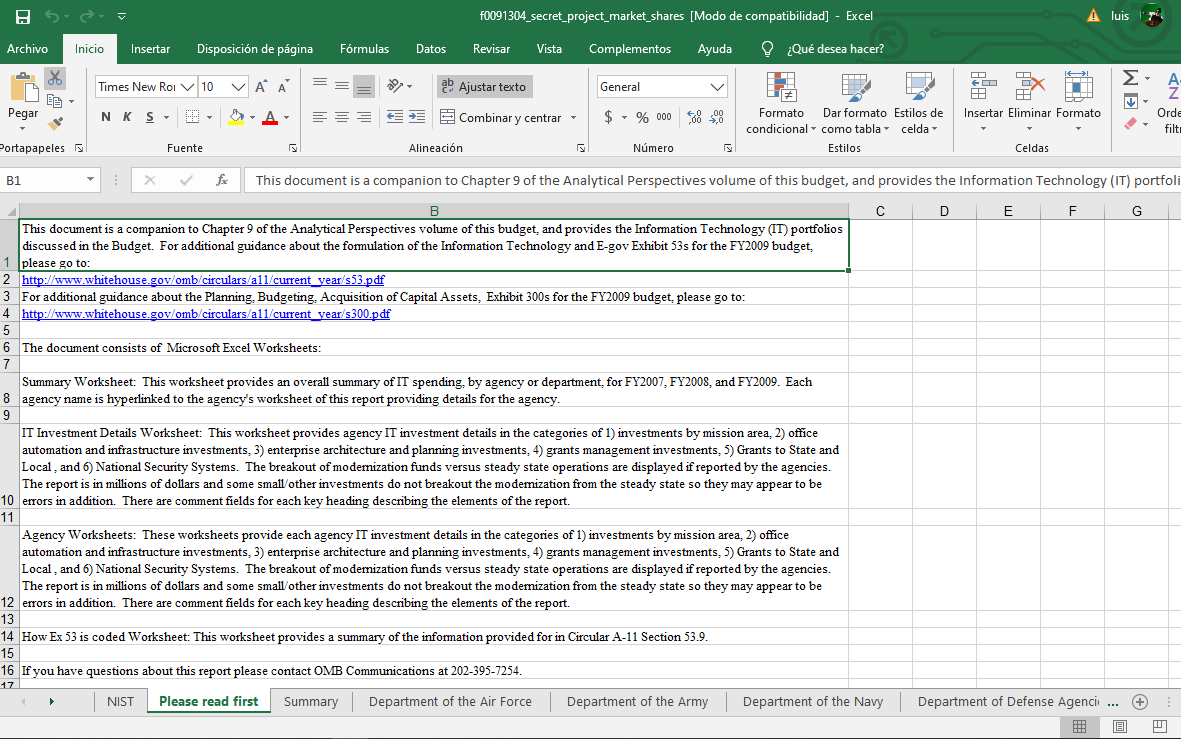 f0091304_secret_project_market_shares [Modo de compatibilidad] - Excel
luis
Archivo Inicio Insertar Disposición de página Fórmulas Datos Revisar Vista Complementos Ayuda ¿Qué desea hacer?
Pegar
Portapapeles
Times New Ror 10
A A
N K S
A
Fuente
ab Ajustar texto
Combinar y centrar
Alineación
General
$ % 000
Número
Formato condicional
Dar formato como tabla
Estilos de celda
Estilos
Insertar Eliminar Formato
Celdas
Σ
filtr
B1
fx
This document is a companion to Chapter 9 of the Analytical Perspectives volume of this budget, and provides the Information Technology (IT) portfoli
B C D E F G
1 This document is a companion to Chapter 9 of the Analytical Perspectives volume of this budget, and provides the Information Technology (IT) portfolios
discussed in the Budget. For additional guidance about the formulation of the Information Technology and E-gov Exhibit 53s for the FY2009 budget,
please go to:
2 http://www.whitehouse.gov/omb/circulars/a11/current_year/s53.pdf
3 For additional guidance about the Planning, Budgeting, Acquisition of Capital Assets, Exhibit 300s for the FY2009 budget, please go to:
4 http://www.whitehouse.gov/omb/circulars/a11/current_year/s300.pdf
5
6 The document consists of Microsoft Excel Worksheets:
7
8 Summary Worksheet: This worksheet provides an overall summary of IT spending, by agency or department, for FY2007, FY2008, and FY2009. Each
agency name is hyperlinked to the agency's worksheet of this report providing details for the agency.
9
10 IT Investment Details Worksheet: This worksheet provides agency IT investment details in the categories of 1) investments by mission area, 2) office
automation and infrastructure investments, 3) enterprise architecture and planning investments, 4) grants management investments, 5) Grants to State and
Local , and 6) National Security Systems. The breakout of modernization funds versus steady state operations are displayed if reported by the agencies.
The report is in millions of dollars and some small/other investments do not breakout the modernization from the steady state so they may appear to be
errors in addition. There are comment fields for each key heading describing the elements of the report.
11
12 Agency Worksheets: These worksheets provide each agency IT investment details in the categories of 1) investments by mission area, 2) office
automation and infrastructure investments, 3) enterprise architecture and planning investments, 4) grants management investments, 5) Grants to State and
Local , and 6) National Security Systems. The breakout of modernization funds versus steady state operations are displayed if reported by the agencies.
The report is in millions of dollars and some small/other investments do not breakout the modernization from the steady state so they may appear to be
errors in addition. There are comment fields for each key heading describing the elements of the report.
13
14 How Ex 53 is coded Worksheet: This worksheet provides a summary of the information provided for in Circular A-11 Section 53.9.
15
16 If you have questions about this report please contact OMB Communications at 202-395-7254.
17
NIST Please read first Summary Department of the Air Force Department of the Army Department of the Navy Department of Defense Agenci ...